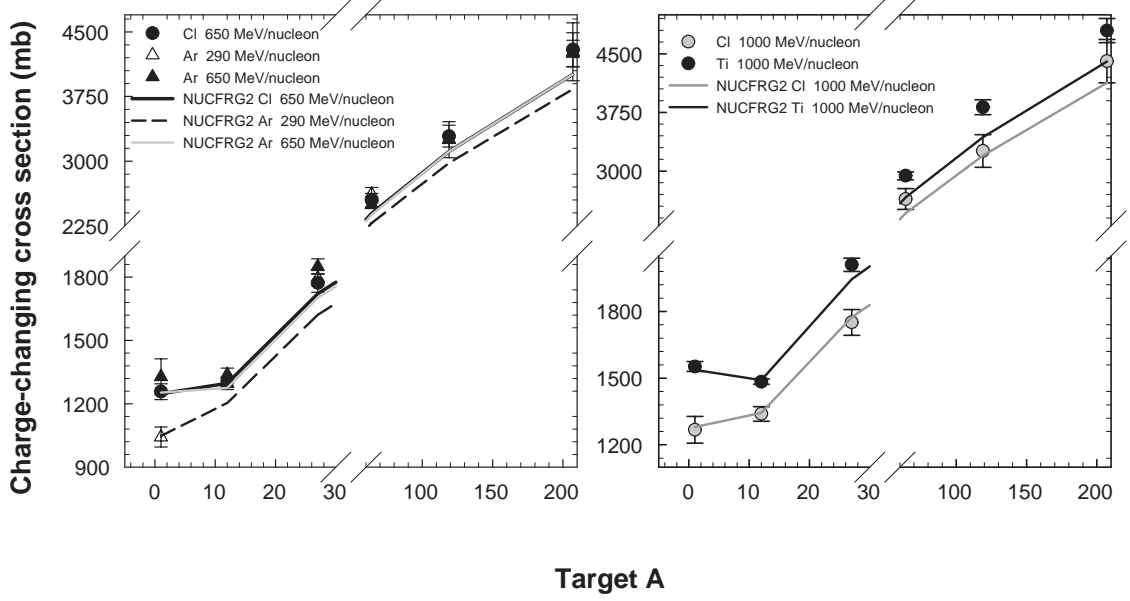 Charge-changing cross section (mb)
4500
3750
3000
2250
1800
1500
1200
900
Cl 650 MeV/nucleon
Ar 290 MeV/nucleon
Ar 650 MeV/nucleon
NUCFRG2 Cl 650 MeV/nucleon
NUCFRG2 Ar 290 MeV/nucleon
NUCFRG2 Ar 650 MeV/nucleon
0 10 20 30 100 150 200
4500
3750
3000
1800
1500
1200
Cl 1000 MeV/nucleon
Ti 1000 MeV/nucleon
NUCFRG2 Cl 1000 MeV/nucleon
NUCFRG2 Ti 1000 MeV/nucleon
0 10 20 30 100 150 200
Target A